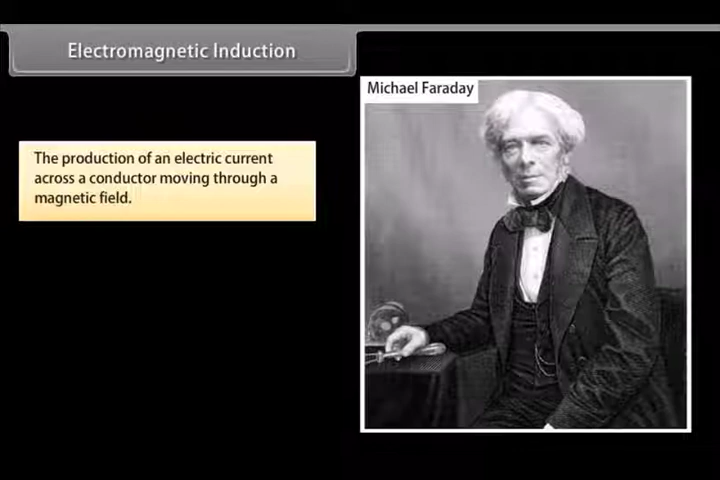 Electromagnetic Induction
Michael Faraday
The production of an electric current
across a conductor moving through a
magnetic field.